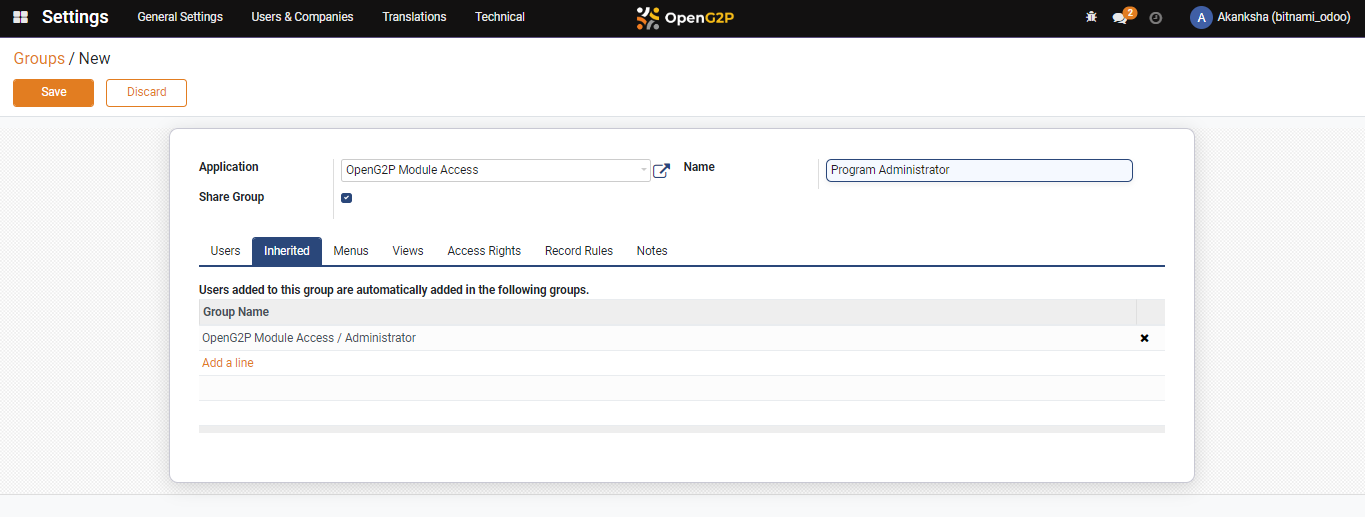 Settings General Settings Users & Companies Translations Technical OpenG2P 2 A Akanksha (bitnami_odoo)
Groups / New
Save Discard
Application OpenG2P Module Access Name Program Administrator
Share Group
Users Inherited Menus Views Access Rights Record Rules Notes
Users added to this group are automatically added in the following groups.
Group Name
OpenG2P Module Access / Administrator
Add a line